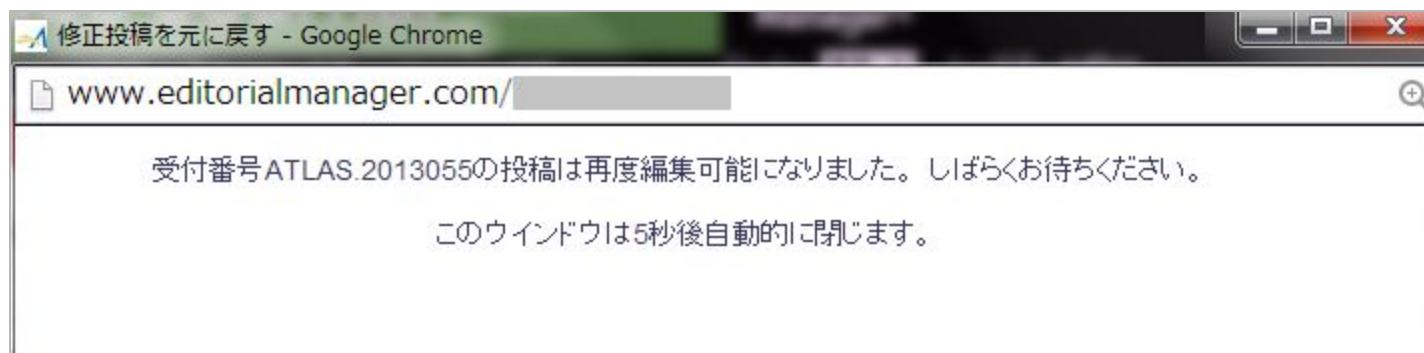 修正投稿を元に戻す - Google Chrome
www.editorialmanager.com/
受付番号ATLAS.2013055の投稿は再度編集可能になりました。しばらくお待ちください。
このウインドウは5秒後自動的に閉じます。